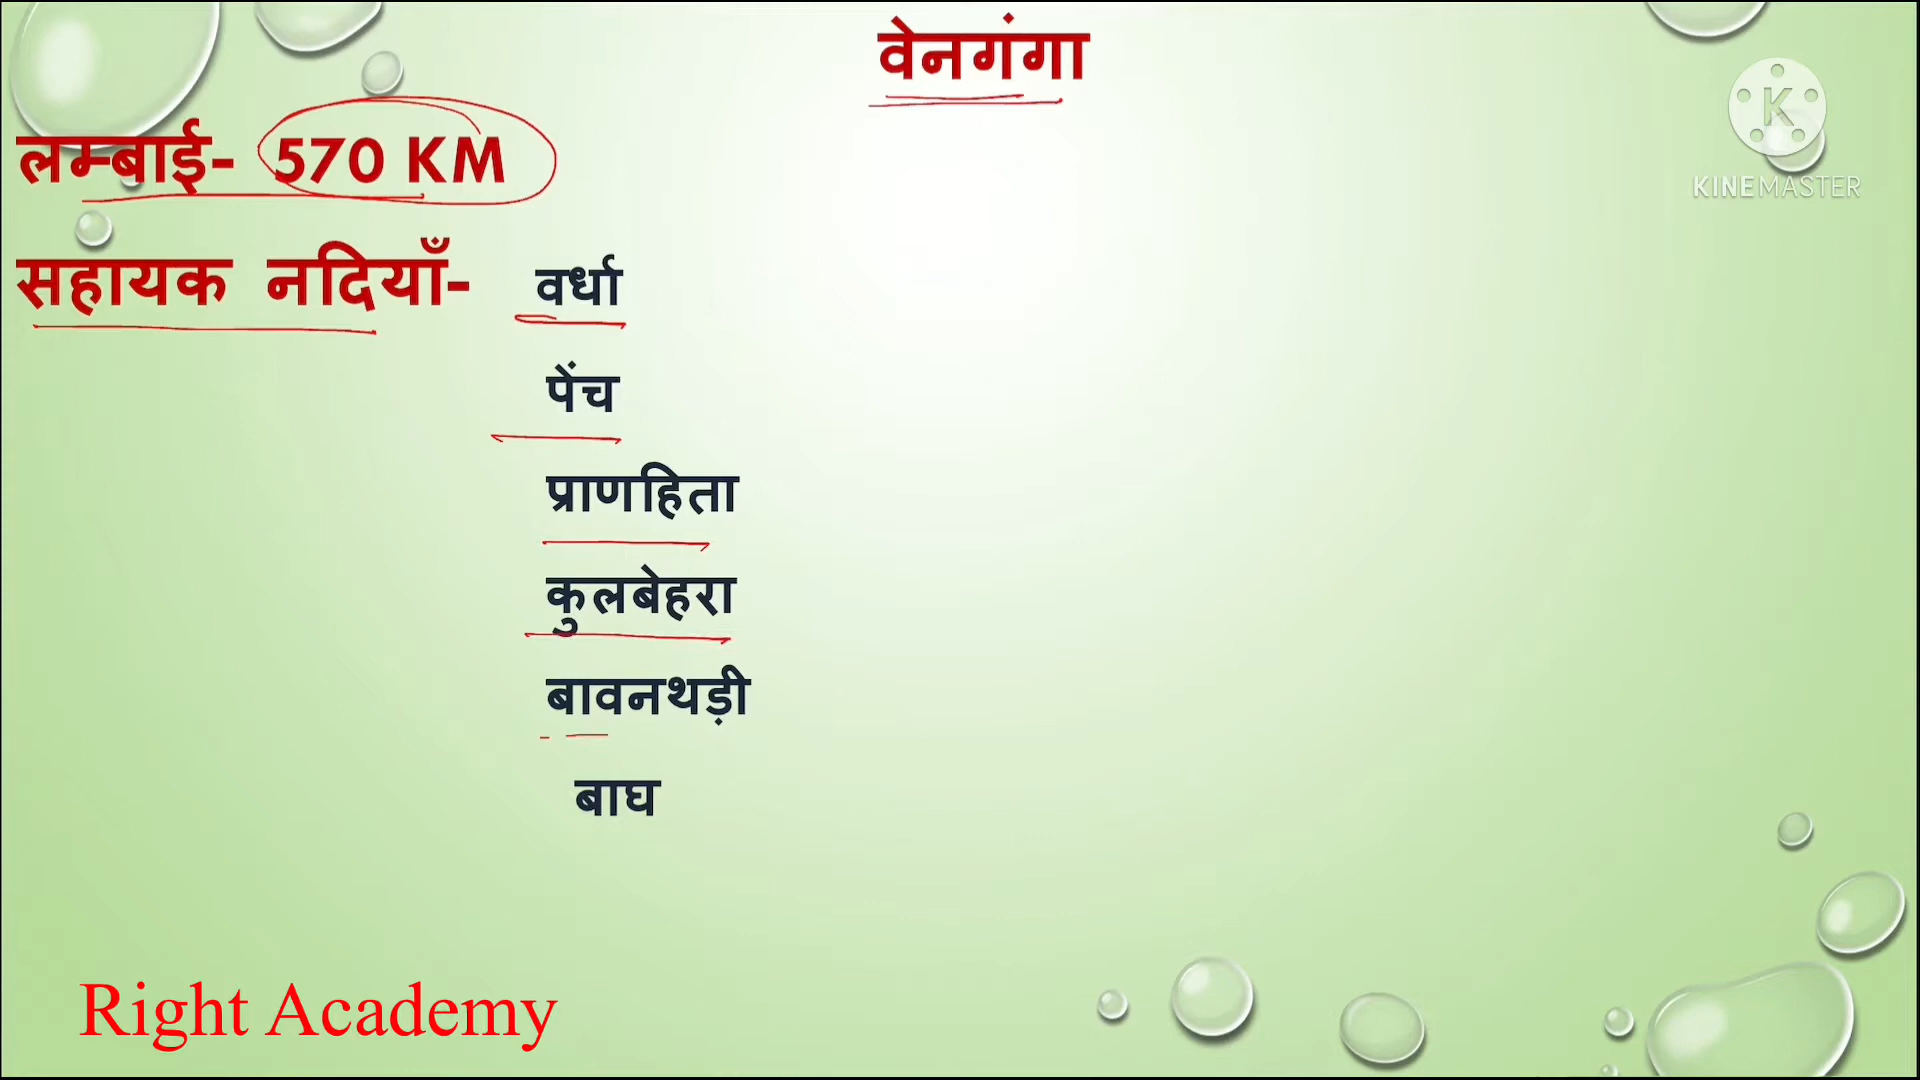 वेनगंगा
KINEMASTER
लम्बाई- 570 KM
सहायक नदियाँ- वर्धा
पेंच
प्राणहिता
कुलबेहरा
बावनथड़ी
बाघ
Right Academy